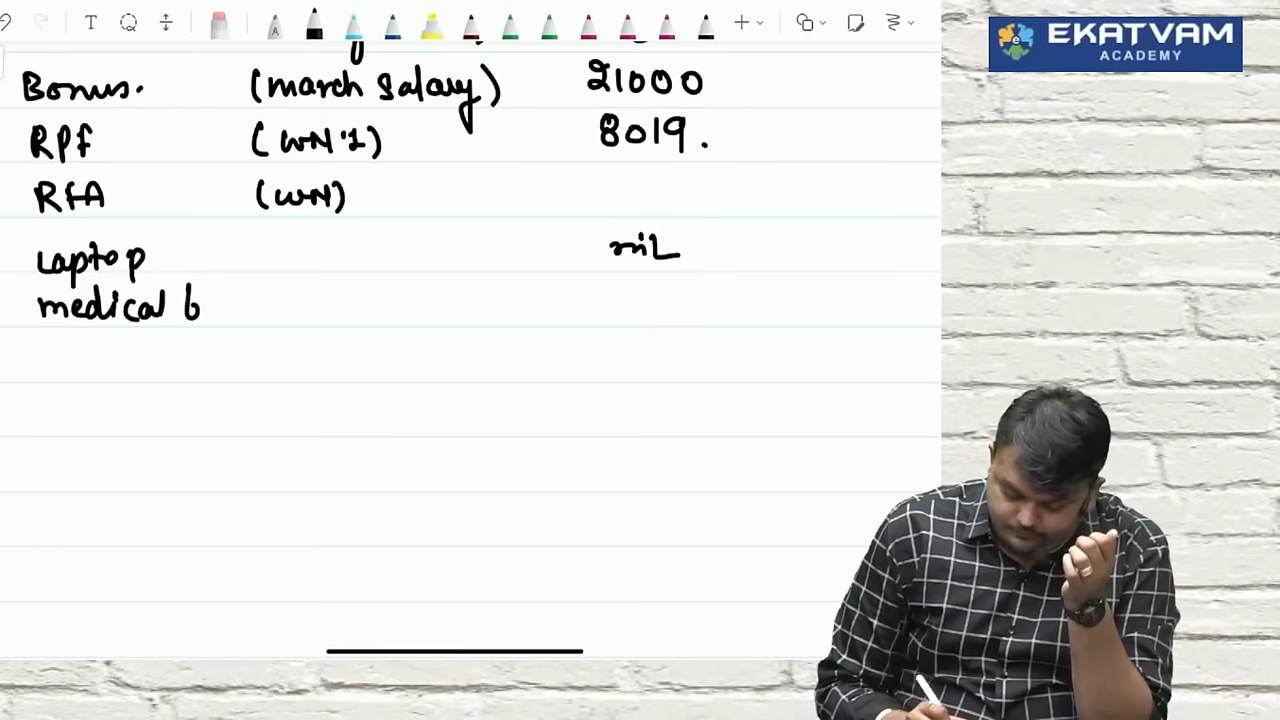 EKATVAM
ACADEMY
Bonus. (march salary) 21000
RPf (WN'1) 8019.
RFA (WN)
Laptop niL
medical b